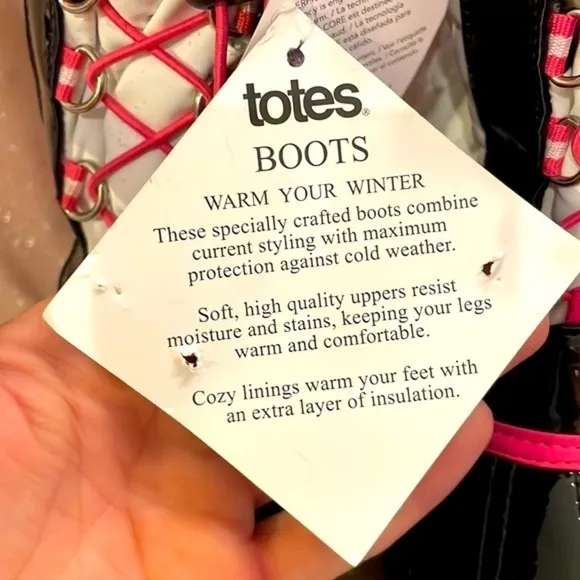 totes®
BOOTS
WARM YOUR WINTER
These specially crafted boots combine
current styling with maximum
protection against cold weather.
Soft, high quality uppers resist
moisture and stains, keeping your legs
warm and comfortable.
Cozy linings warm your feet with
an extra layer of insulation.